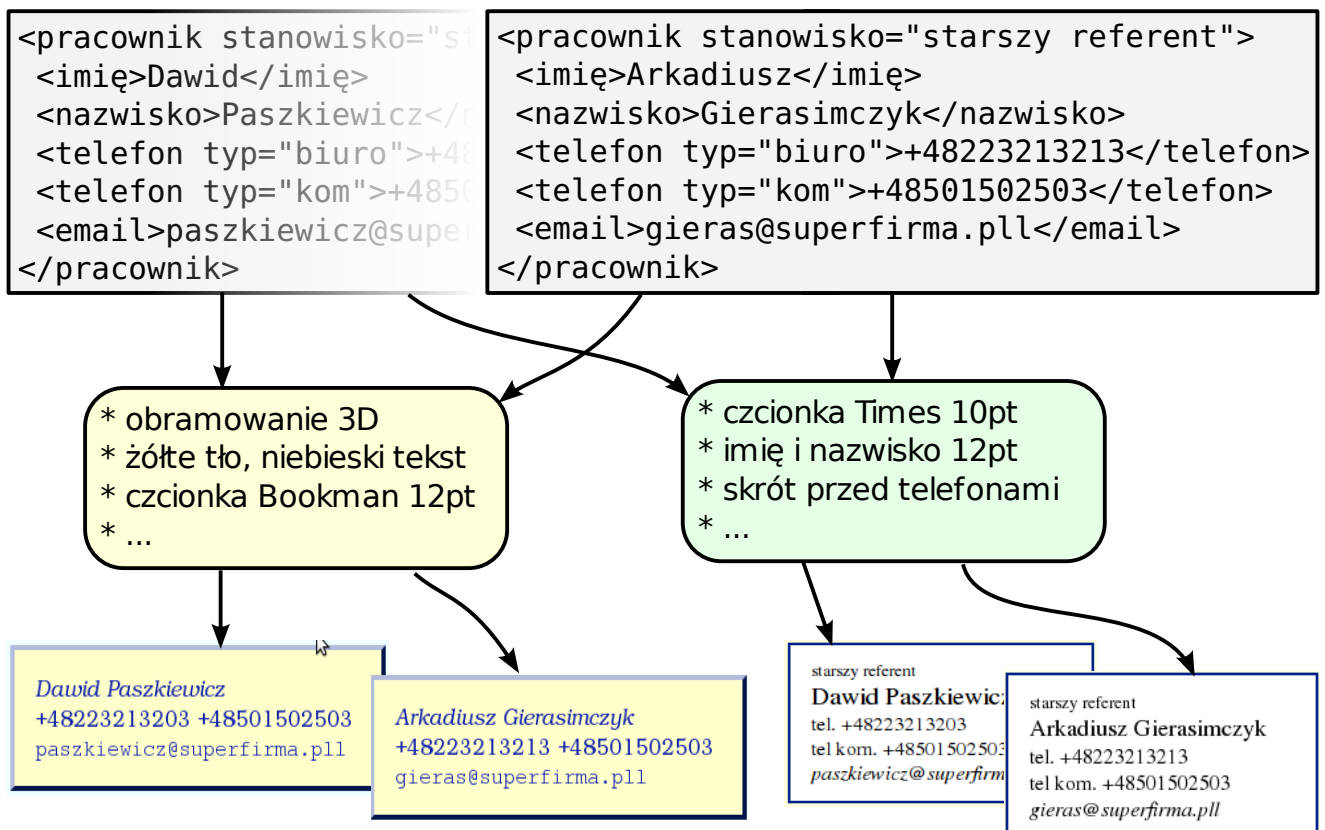 <pracownik stanowisko="st
<imię>Dawid</imię>
<nazwisko>Paszkiewicz</n
<telefon typ="biuro">+48
<telefon typ="kom">+4850
<email>paszkiewicz@super
</pracownik>
<pracownik stanowisko="starszy referent">
<imię>Arkadiusz</imię>
<nazwisko>Gierasimczyk</nazwisko>
<telefon typ="biuro">+48223213213</telefon>
<telefon typ="kom">+48501502503</telefon>
<email>gieras@superfirma.pll</email>
</pracownik>
* obramowanie 3D
* żółte tło, niebieski tekst
* czcionka Bookman 12pt
* ...
* czcionka Times 10pt
* imię i nazwisko 12pt
* skrót przed telefonami
* ...
Dawid Paszkiewicz
+48223213203 +48501502503
paszkiewicz@superfirma.pll
Arkadiusz Gierasimczyk
+48223213213 +48501502503
gieras@superfirma.pll
starszy referent
Dawid Paszkiewicz
tel. +48223213203
tel kom. +48501502503
paszkiewicz@superfirm
starszy referent
Arkadiusz Gierasimczyk
tel. +48223213213
tel kom. +48501502503
gieras@superfirma.pll